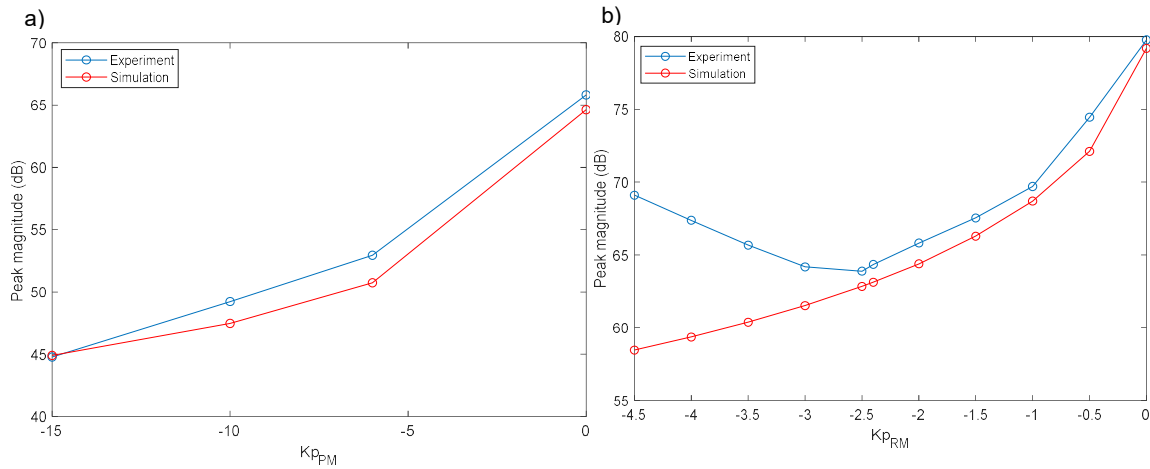 a)
70
65
60
55
50
45
40
-15
-10
-5
0
Peak magnitude (dB)
Kp_PM
Experiment
Simulation
b)
80
75
70
65
60
55
-4.5
-4
-3.5
-3
-2.5
-2
-1.5
-1
-0.5
0
Peak magnitude (dB)
Kp_RM
Experiment
Simulation